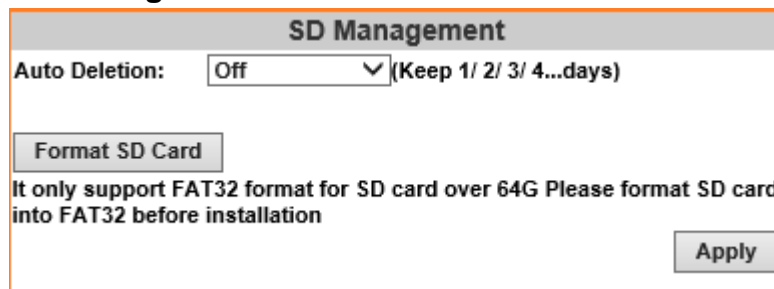 SD Management
Auto Deletion: Off (Keep 1/ 2/ 3/ 4...days)
Format SD Card
It only support FAT32 format for SD card over 64G Please format SD card
into FAT32 before installation
Apply